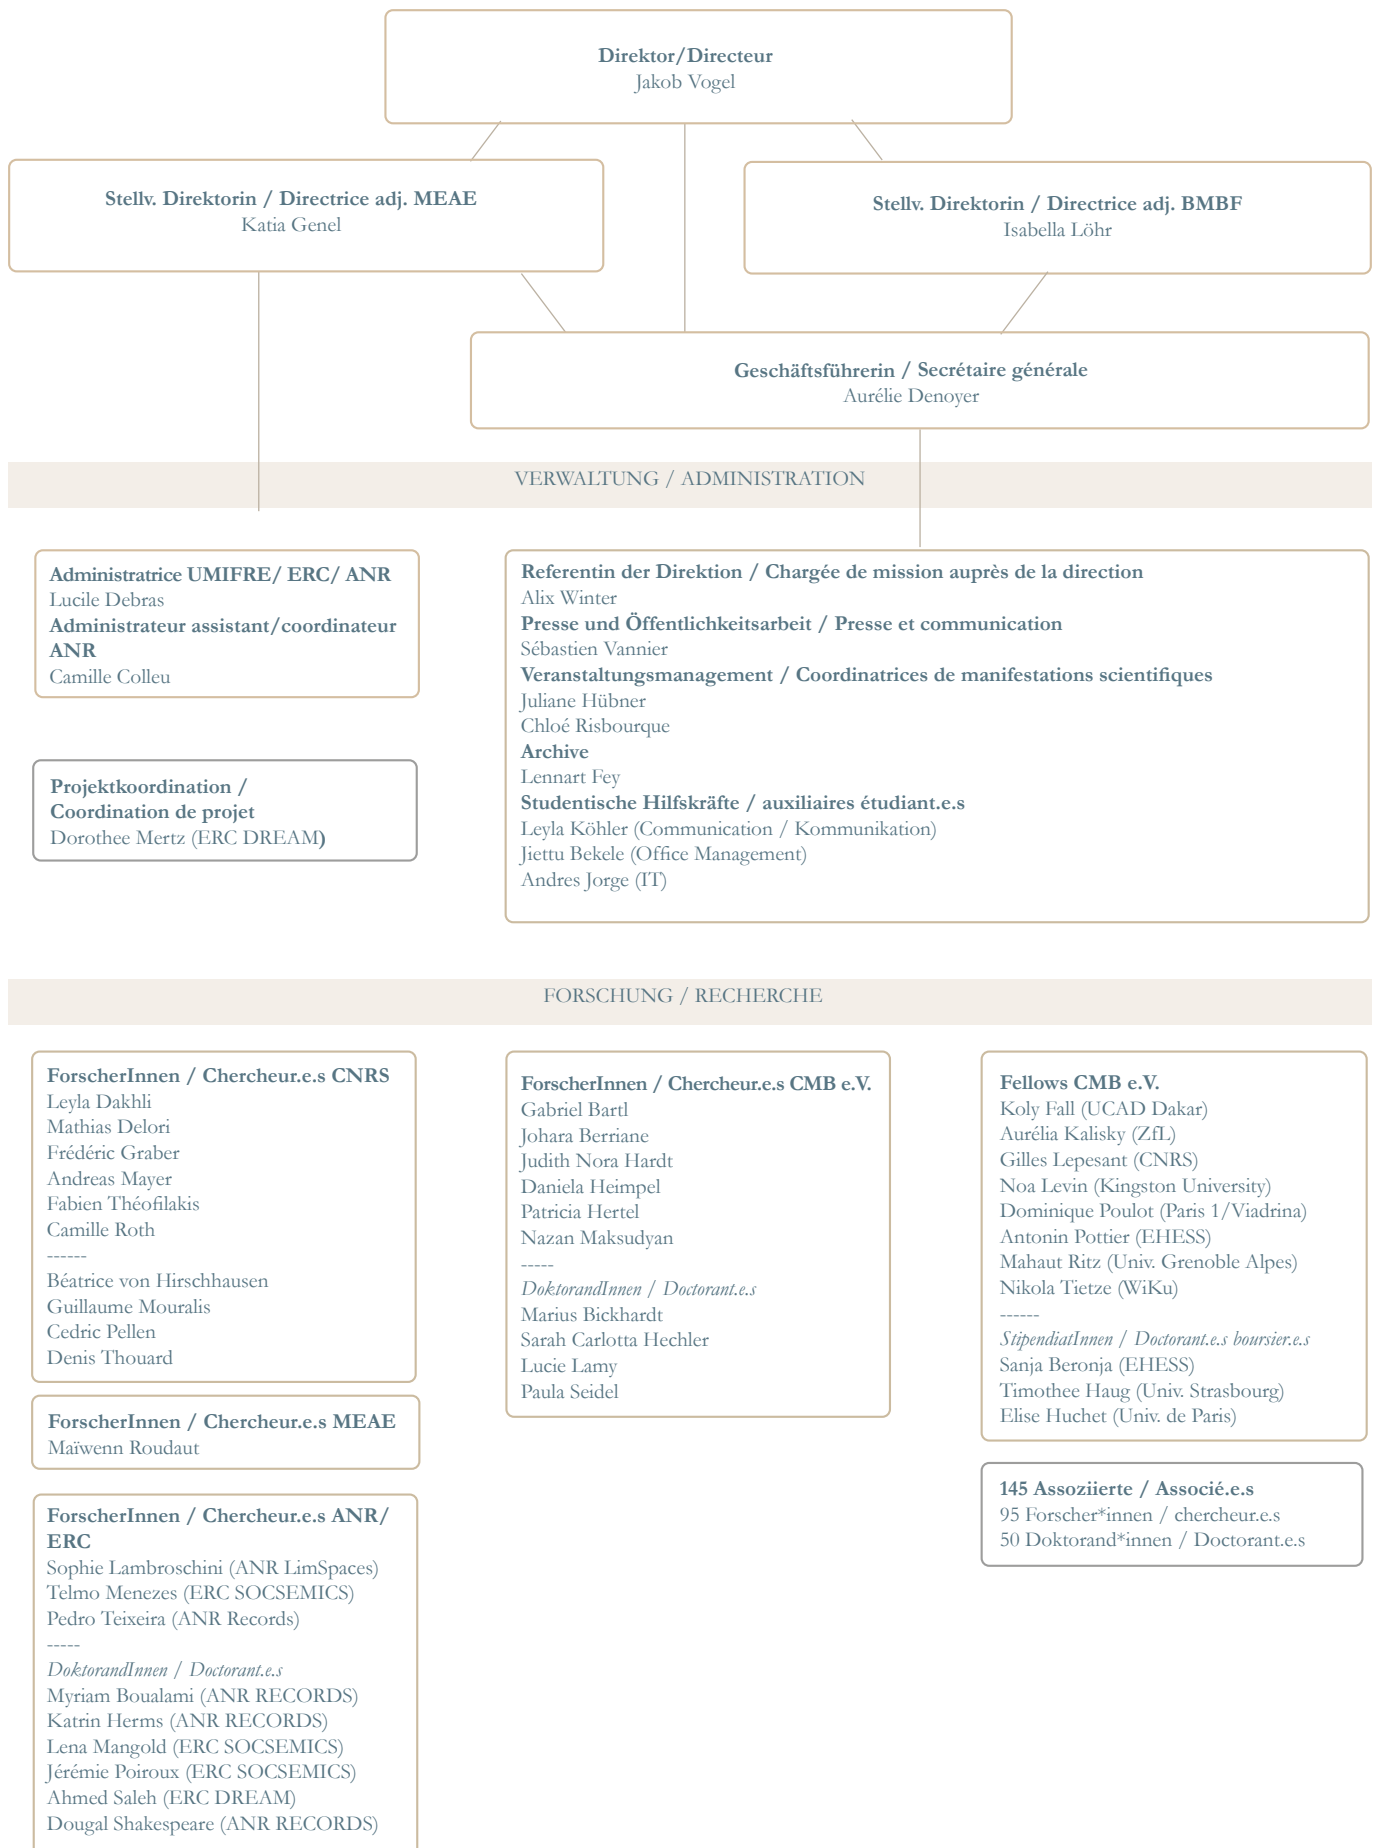 Direktor/Directeur
Jakob Vogel
Stellv. Direktorin / Directrice adj. MEAE
Katia Genel
Stellv. Direktorin / Directrice adj. BMBF
Isabella Löhr
Geschäftsführerin / Secrétaire générale
Aurélie Denoyer
VERWALTUNG / ADMINISTRATION
Administratrice UMIFRE/ ERC/ ANR
Lucile Debras
Administrateur assistant/coordinateur
ANR
Camille Colleu
Projektkoordination /
Coordination de projet
Dorothee Mertz (ERC DREAM)
Referentin der Direktion / Chargée de mission auprès de la direction
Alix Winter
Presse und Öffentlichkeitsarbeit / Presse et communication
Sébastien Vannier
Veranstaltungsmanagement / Coordinatrices de manifestations scientifiques
Juliane Hübner
Chloé Risbourque
Archive
Lennart Fey
Studentische Hilfskräfte / auxiliaires étudiant.e.s
Leyla Köhler (Communication / Kommunikation)
Jiettu Bekele (Office Management)
Andres Jorge (IT)
FORSCHUNG / RECHERCHE
ForscherInnen / Chercheur.e.s CNRS
Leyla Dakhli
Mathias Delori
Frédéric Graber
Andreas Mayer
Fabien Théofilakis
Camille Roth
------
Béatrice von Hirschhausen
Guillaume Mouralis
Cedric Pellen
Denis Thouard
ForscherInnen / Chercheur.e.s MEAE
Maïwenn Roudaut
ForscherInnen / Chercheur.e.s ANR/
ERC
Sophie Lambroschini (ANR LimSpaces)
Telmo Menezes (ERC SOCSEMICS)
Pedro Teixeira (ANR Records)
-----
DoktorandInnen / Doctorant.e.s
Myriam Boualami (ANR RECORDS)
Katrin Herms (ANR RECORDS)
Lena Mangold (ERC SOCSEMICS)
Jérémie Poiroux (ERC SOCSEMICS)
Ahmed Saleh (ERC DREAM)
Dougal Shakespeare (ANR RECORDS)
ForscherInnen / Chercheur.e.s CMB e.V.
Gabriel Bartl
Johara Berriane
Judith Nora Hardt
Daniela Heimpel
Patricia Hertel
Nazan Maksudyan
-----
DoktorandInnen / Doctorant.e.s
Marius Bickhardt
Sarah Carlotta Hechler
Lucie Lamy
Paula Seidel
Fellows CMB e.V.
Koly Fall (UCAD Dakar)
Aurélia Kalisky (ZfL)
Gilles Lepesant (CNRS)
Noa Levin (Kingston University)
Dominique Poulot (Paris 1/Viadrina)
Antonin Pottier (EHESS)
Mahaut Ritz (Univ. Grenoble Alpes)
Nikola Tietze (WiKu)
------
StipendiatInnen / Doctorant.e.s boursier.e.s
Sanja Beronja (EHESS)
Timothee Haug (Univ. Strasbourg)
Elise Huchet (Univ. de Paris)
145 Assoziierte / Associé.e.s
95 Forscher*innen / chercheur.e.s
50 Doktorand*innen / Doctorant.e.s